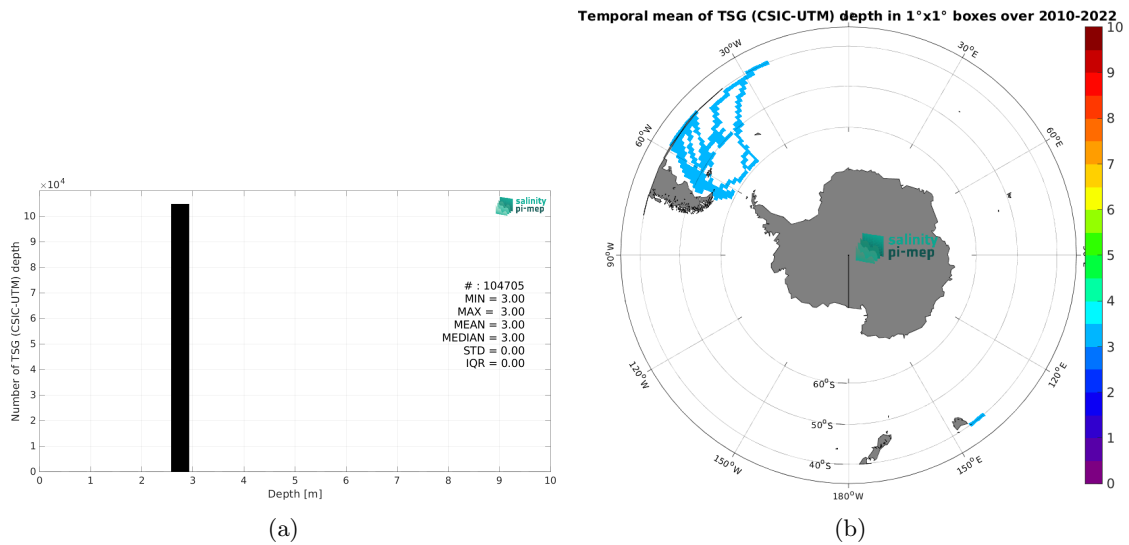 Temporal mean of TSG (CSIC-UTM) depth in 1°x1° boxes over 2010-2022
×10⁴
10
9
8
7
6
5
4
3
2
1
0
Number of TSG (CSIC-UTM) depth
0 1 2 3 4 5 6 7 8 9 10
Depth [m]
salinity
pi-mep
# : 104705
MIN = 3.00
MAX = 3.00
MEAN = 3.00
MEDIAN = 3.00
STD = 0.00
IQR = 0.00
(a)
30°W
30°E
60°W
60°E
90°W
salinity
pi-mep
120°W
120°E
60°S
50°S
40°S
150°W
150°E
180°W
10
9
8
7
6
5
4
3
2
1
0
(b)